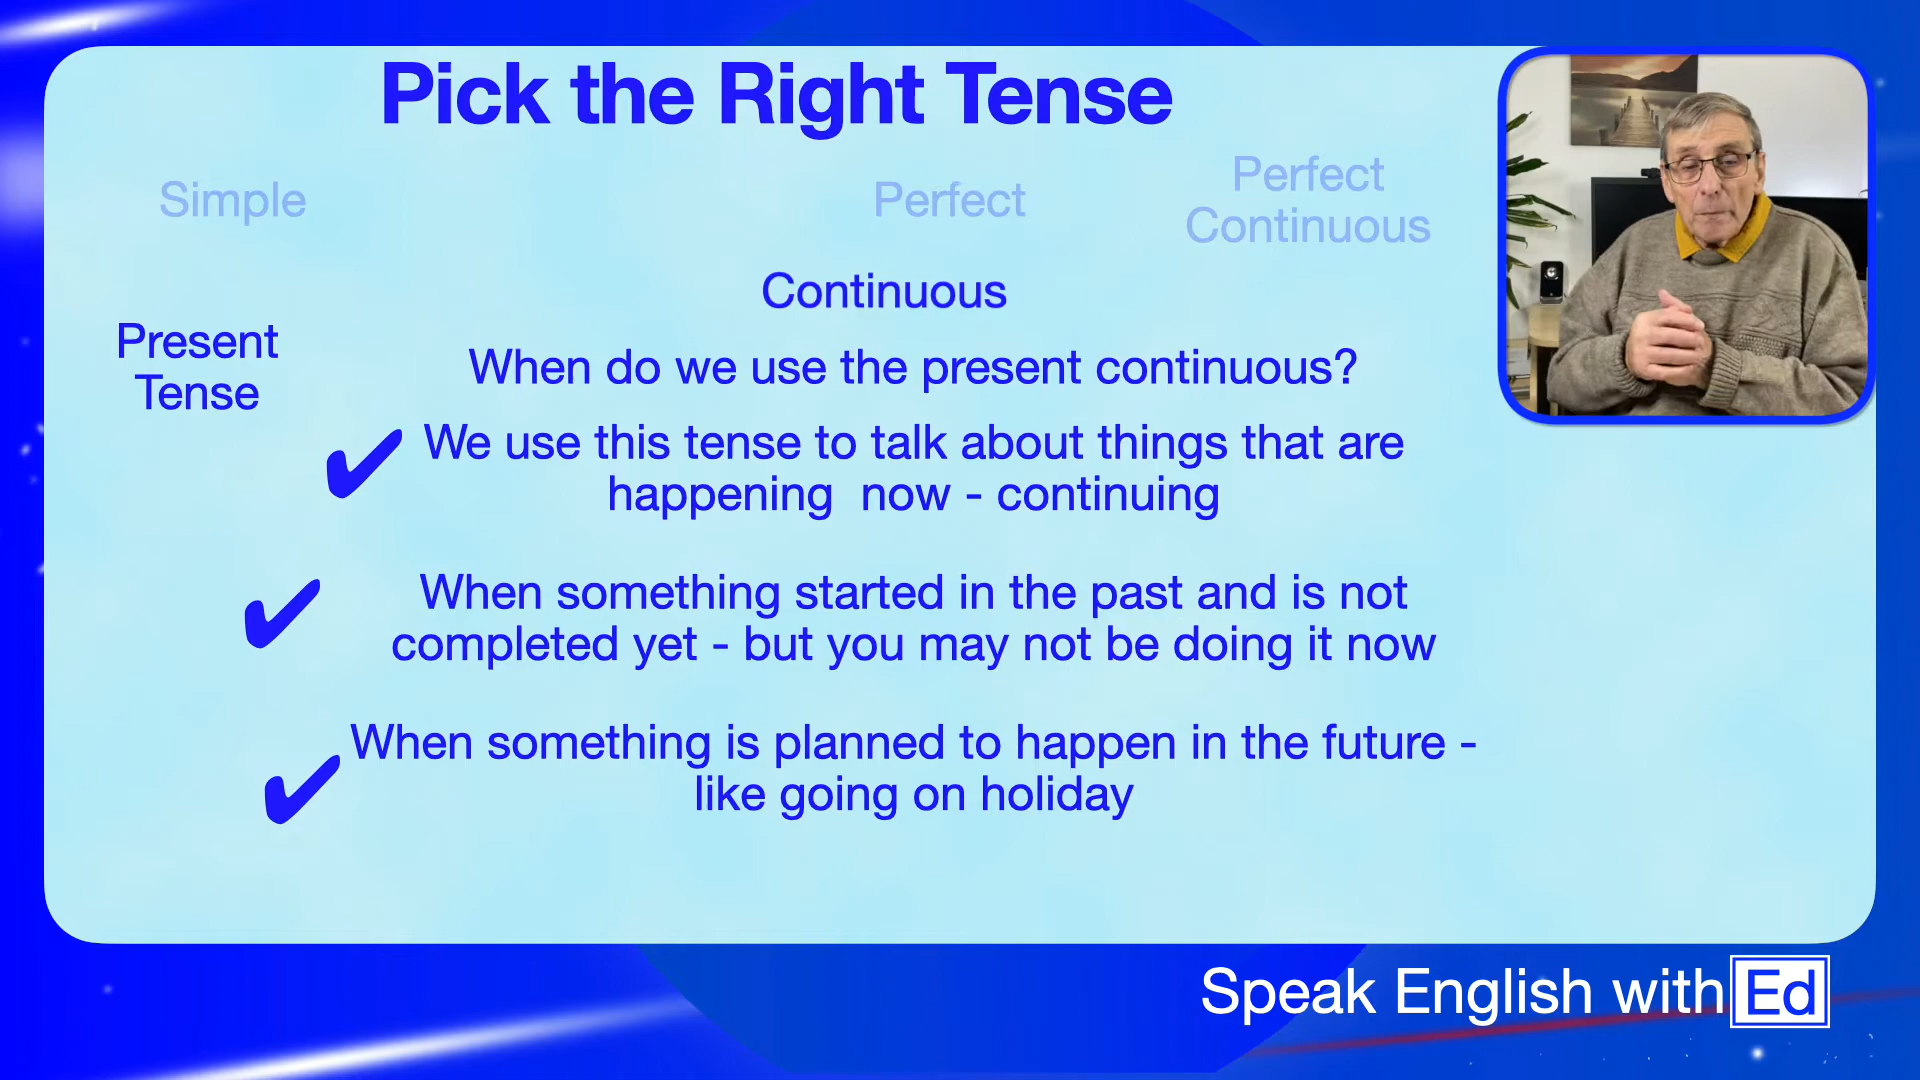 Pick the Right Tense
Simple
Perfect
Perfect
Continuous
Continuous
Present
Tense
When do we use the present continuous?
We use this tense to talk about things that are
happening  now - continuing
When something started in the past and is not
completed yet - but you may not be doing it now
When something is planned to happen in the future -
like going on holiday
Speak English with Ed